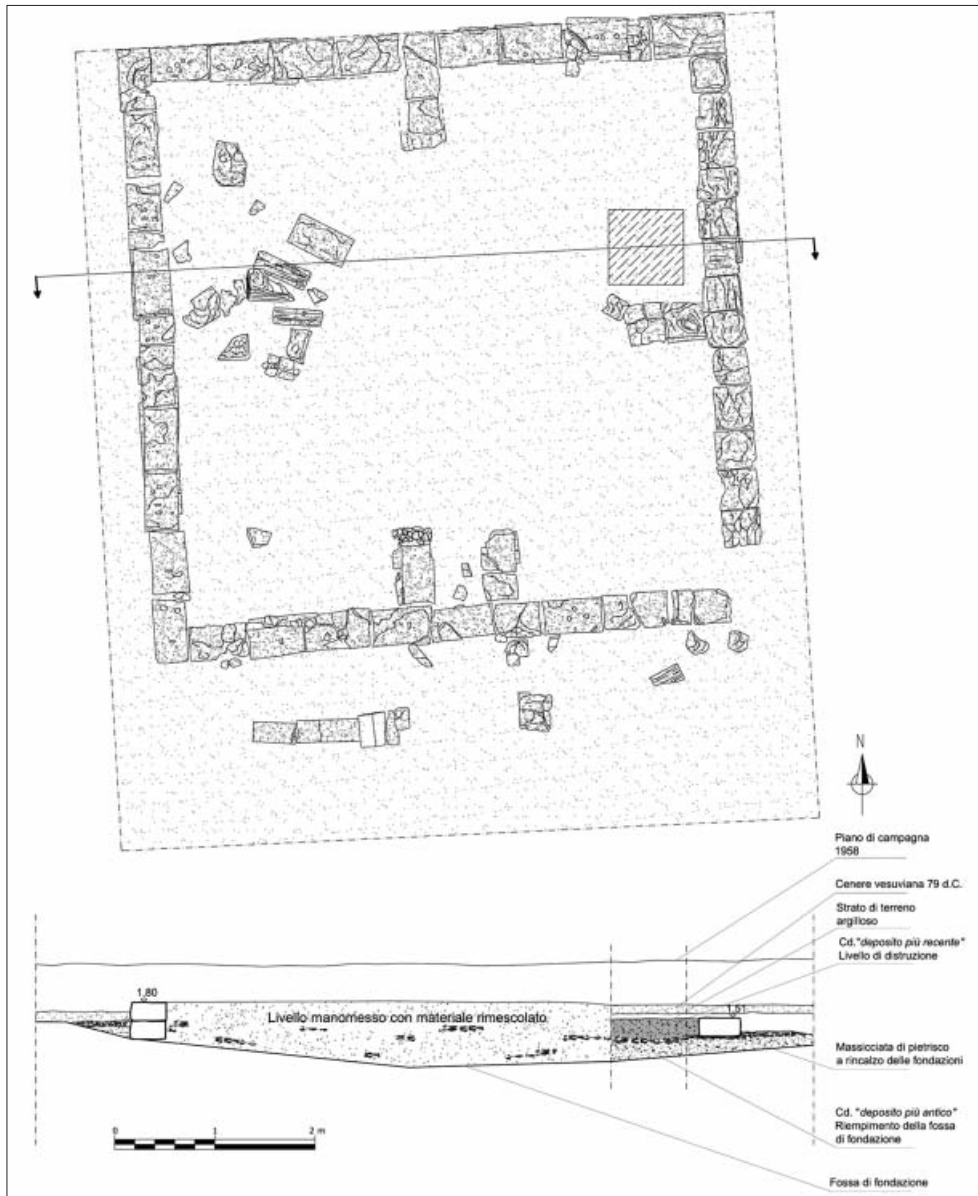 N
Piano di campagna
1958
Cenere vesuviana 79 d.C.
Strato di terreno
argilloso
Cd."deposito più recente"
Livello di distruzione
1,80
Livello manomesso con materiale rimescolato
1,51
Massicciata di pietrisco
a rincalzo delle fondazioni
Cd. "deposito più antico"
Riempimento della fossa
di fondazione
0 1 2 m
Fossa di fondazione